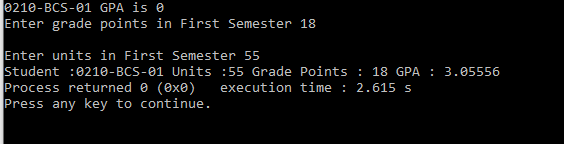 0210-BCS-01 GPA is 0
Enter grade points in First Semester 18
Enter units in First Semester 55
Student :0210-BCS-01 Units :55 Grade Points : 18 GPA : 3.05556
Process returned 0 (0x0)   execution time : 2.615 s
Press any key to continue.